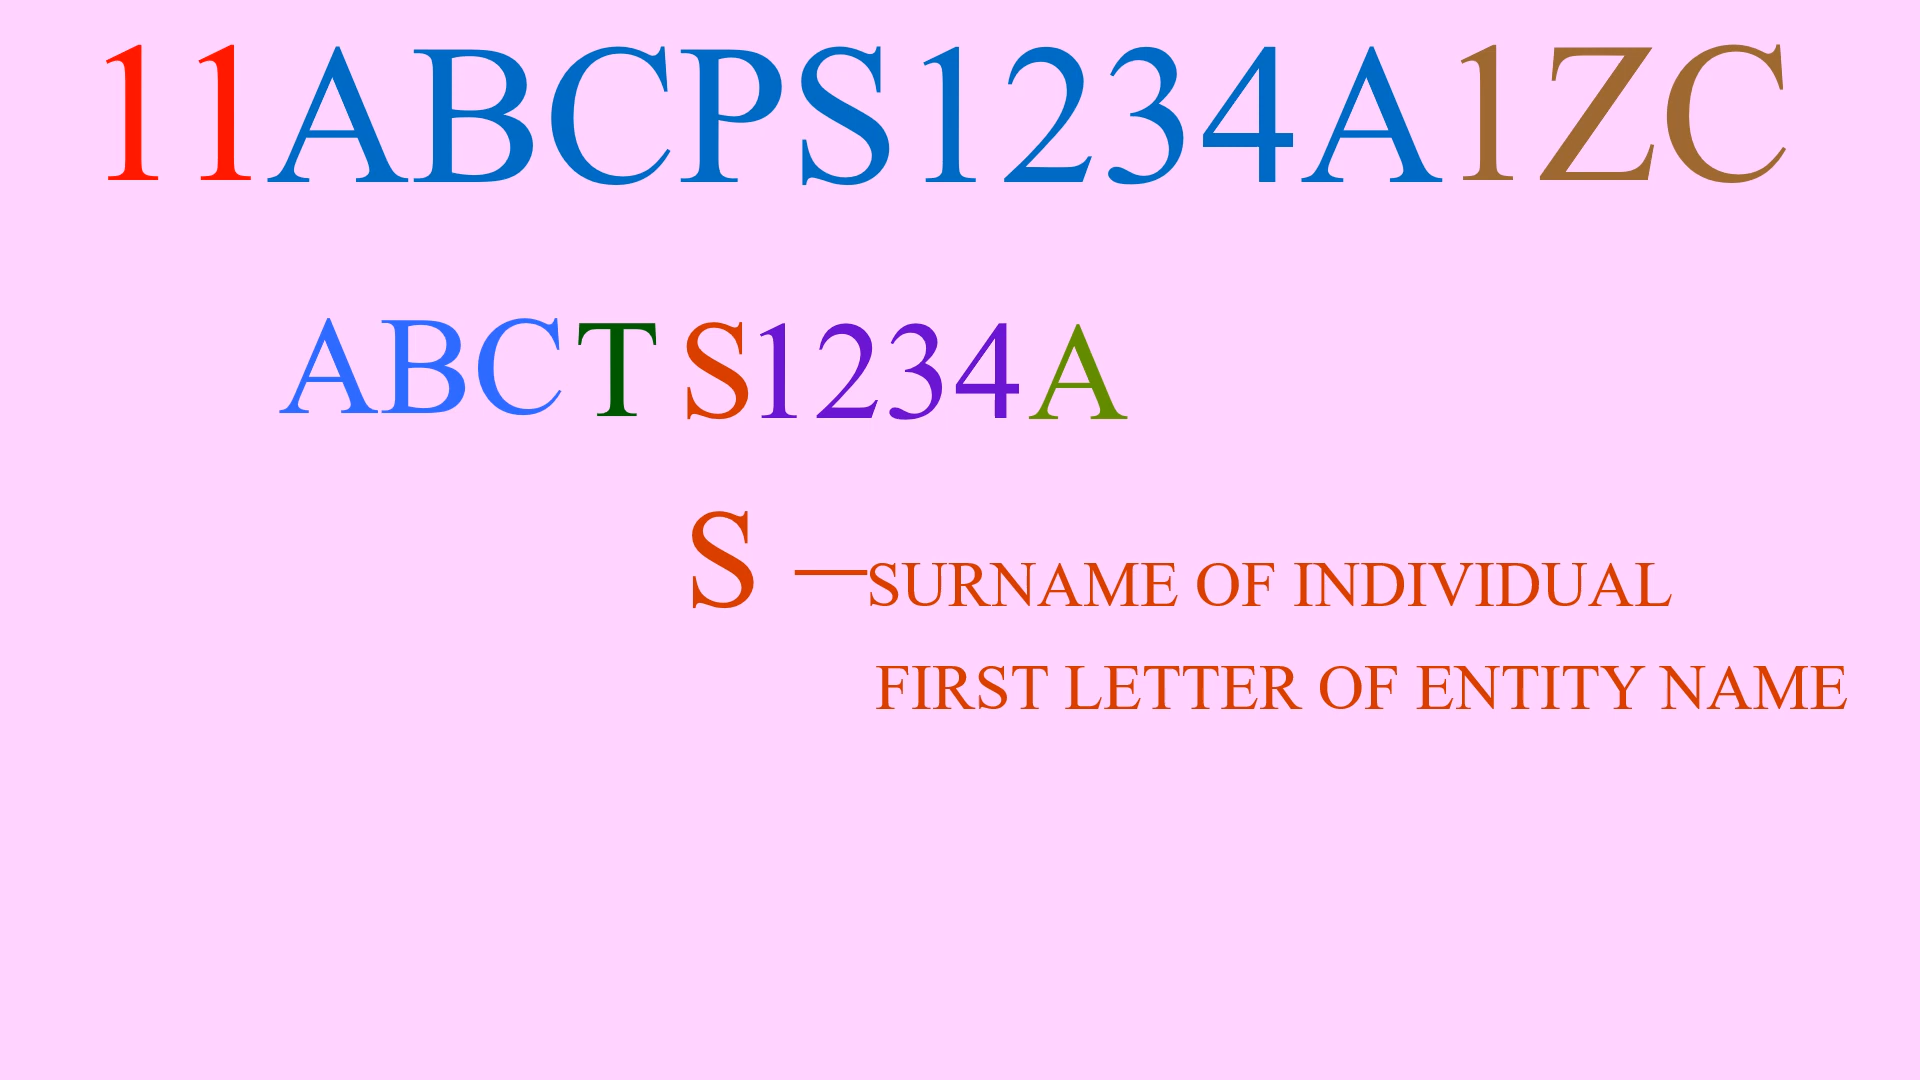 11ABCPS1234A1ZC
ABCTS1234A
S —SURNAME OF INDIVIDUAL
FIRST LETTER OF ENTITY NAME